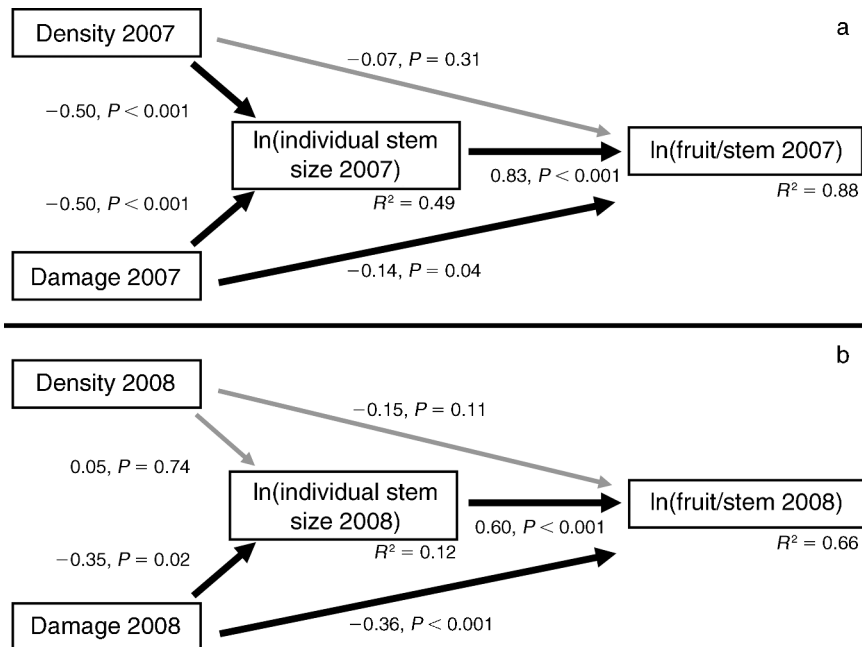 a
Density 2007
−0.07, P = 0.31
−0.50, P < 0.001
ln(individual stem
size 2007)
ln(fruit/stem 2007)
0.83, P < 0.001
R² = 0.49
R² = 0.88
−0.50, P < 0.001
Damage 2007
−0.14, P = 0.04
b
Density 2008
−0.15, P = 0.11
0.05, P = 0.74
ln(individual stem
size 2008)
ln(fruit/stem 2008)
0.60, P < 0.001
R² = 0.12
R² = 0.66
−0.35, P = 0.02
Damage 2008
−0.36, P < 0.001